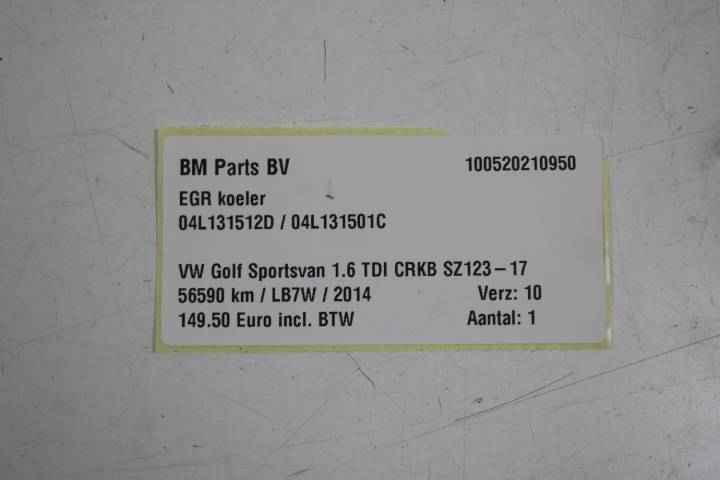 BM Parts BV 100520210950
EGR koeler
04L131512D / 04L131501C
VW Golf Sportsvan 1.6 TDI CRKB SZ123-17
56590 km / LB7W / 2014 Verz: 10
149.50 Euro incl. BTW Aantal: 1